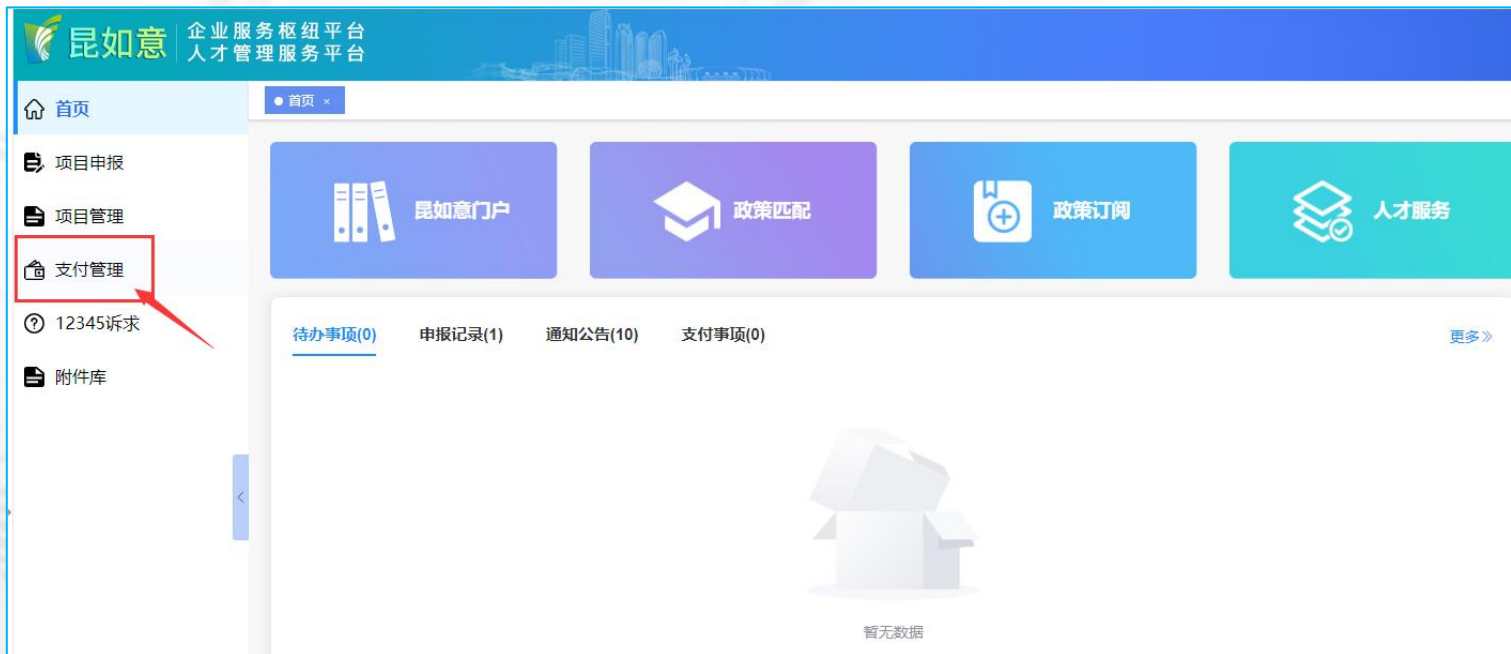 昆如意
企业服务枢纽平台
人才管理服务平台
首页
项目申报
项目管理
支付管理
12345诉求
附件库
首页 ×
昆如意门户
政策匹配
政策订阅
人才服务
待办事项(0) 申报记录(1) 通知公告(10) 支付事项(0) 更多》
暂无数据